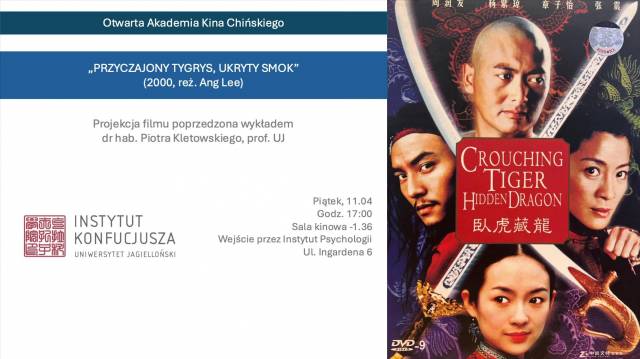 Otwarta Akademia Kina Chińskiego
„PRZYCZAJONY TYGRYS, UKRYTY SMOK”
(2000, reż. Ang Lee)
Projekcja filmu poprzedzona wykładem
dr hab. Piotra Kletowskiego, prof. UJ
Piątek, 11.04
Godz. 17:00
Sala kinowa -1.36
Wejście przez Instytut Psychologii
Ul. Ingardena 6
INSTYTUT
KONFUCJUSZA
UNIWERSYTET JAGIELLOŃSKI
周潤发 杨紫瓊 章子怡 张震
CROUCHING
TIGER
HIDDEN DRAGON
臥虎藏龍
DVD-9
VIDEO